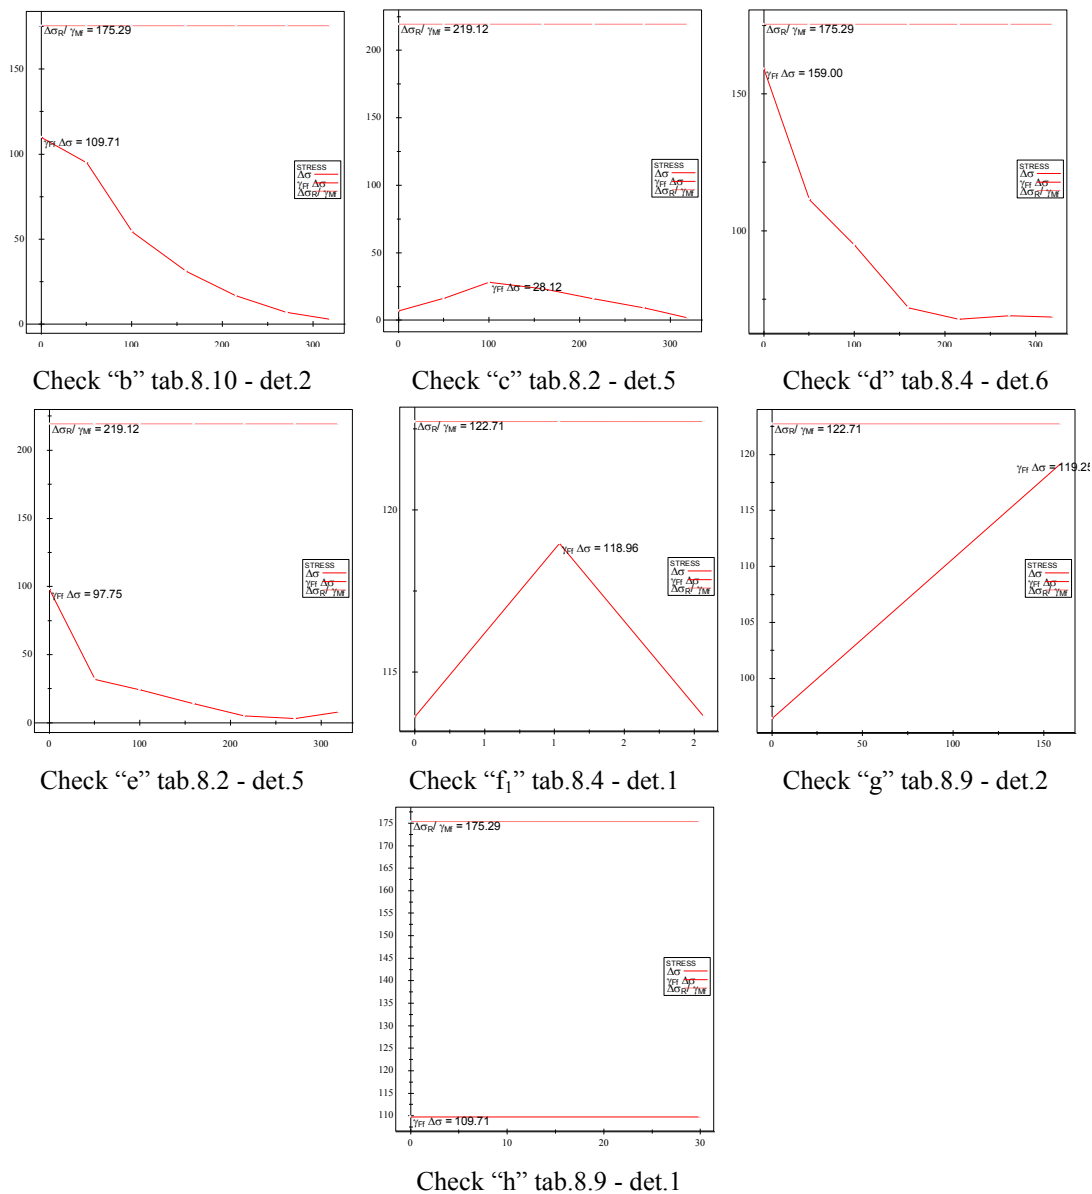 ΔσR/ γMf = 175.29
γFf Δσ = 109.71
STRESS
Δσ
γFf Δσ
ΔσR/ γMf
150
100
50
0
0
100
200
300
Check “b” tab.8.10 - det.2
ΔσR/ γMf = 219.12
γFf Δσ = 28.12
STRESS
Δσ
γFf Δσ
ΔσR/ γMf
200
150
100
50
0
0
100
200
300
Check “c” tab.8.2 - det.5
ΔσR/ γMf = 175.29
γFf Δσ = 159.00
STRESS
Δσ
γFf Δσ
ΔσR/ γMf
150
100
0
100
200
300
Check “d” tab.8.4 - det.6
ΔσR/ γMf = 219.12
γFf Δσ = 97.75
STRESS
Δσ
γFf Δσ
ΔσR/ γMf
200
150
100
50
0
0
100
200
300
Check “e” tab.8.2 - det.5
ΔσR/ γMf = 122.71
γFf Δσ = 118.96
STRESS
Δσ
γFf Δσ
ΔσR/ γMf
120
115
0
1
1
2
2
Check “f1” tab.8.4 - det.1
ΔσR/ γMf = 122.71
γFf Δσ = 119.25
STRESS
Δσ
γFf Δσ
ΔσR/ γMf
120
115
110
105
100
0
50
100
150
Check “g” tab.8.9 - det.2
ΔσR/ γMf = 175.29
γFf Δσ = 109.71
STRESS
Δσ
γFf Δσ
ΔσR/ γMf
175
170
165
160
155
150
145
140
135
130
125
120
115
110
0
10
20
30
Check “h” tab.8.9 - det.1